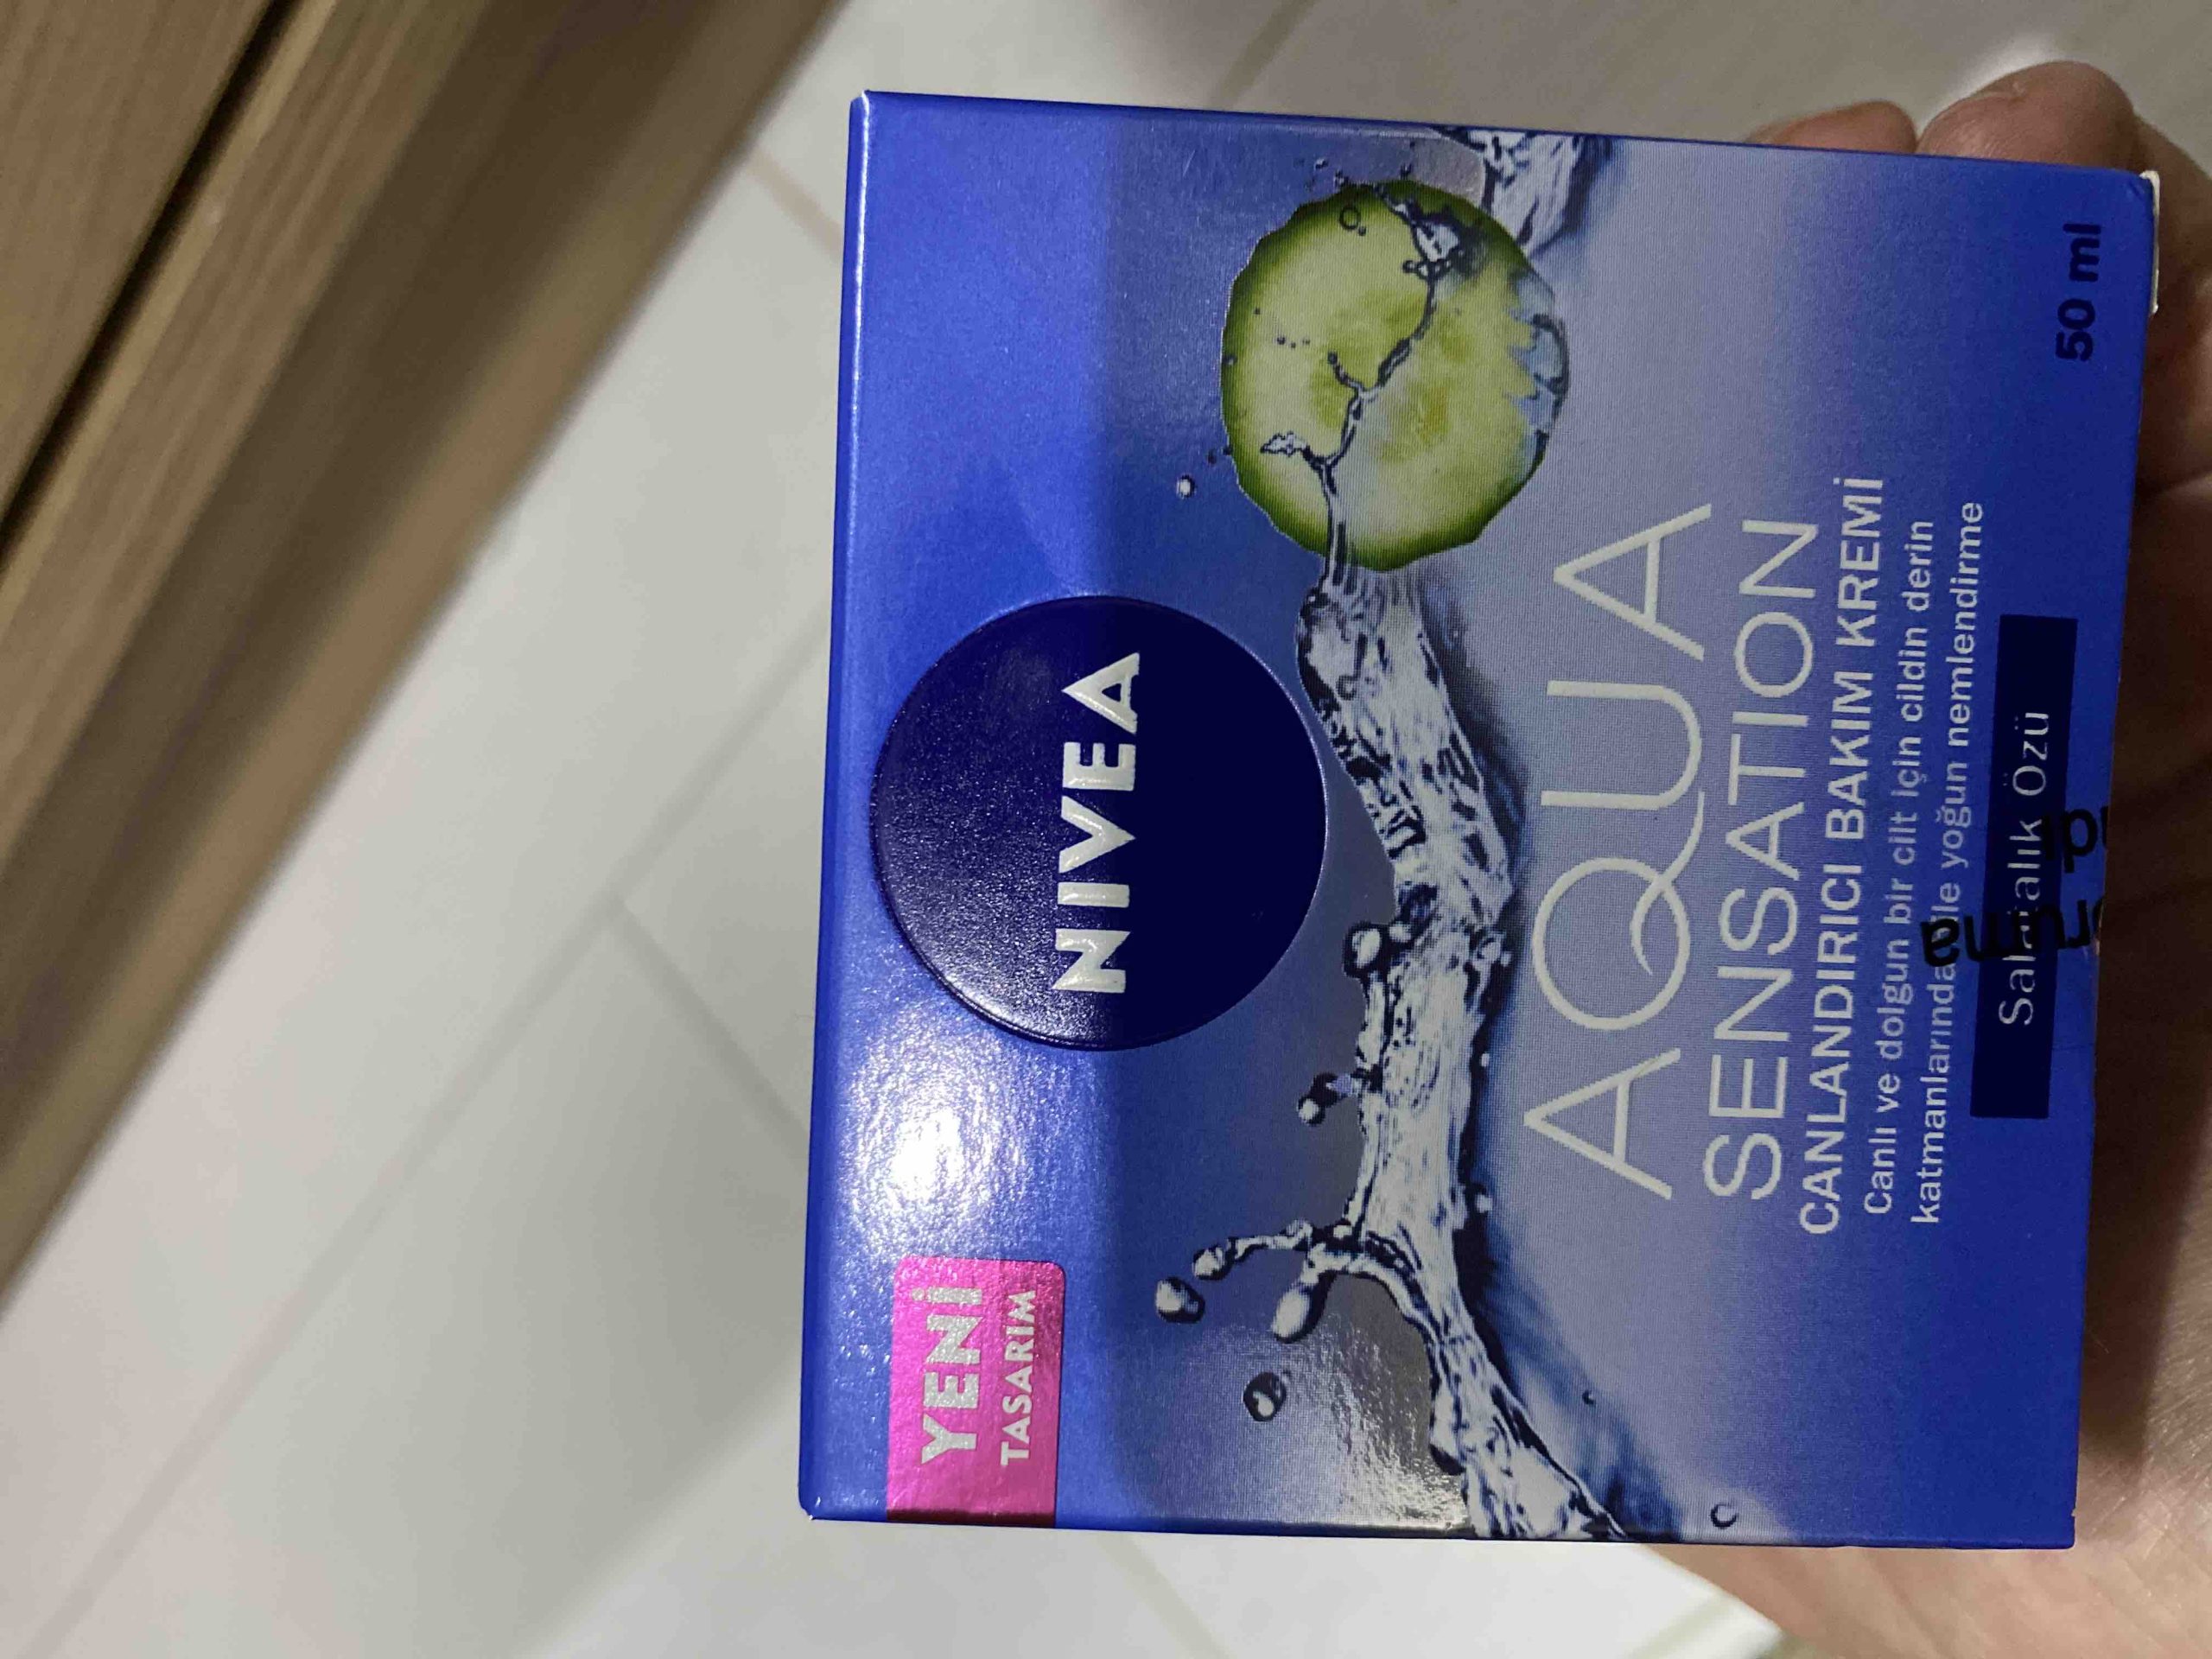 YENİ
TASARIM
NIVEA
AQUA
SENSATION
CANLANDIRICI BAKIM KREMİ
Canlı ve dolgun bir cilt için cildin derin
katmanlarında bile yoğun nemlendirme
Salatalık Özü
50 ml